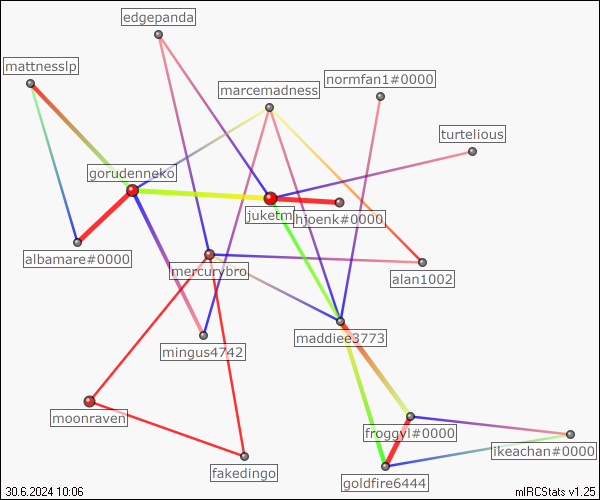 edgepanda
mattnesslp
marcemadness
normfan1#0000
turtelious
gorudenneko
juketm
hjoenk#0000
albamare#0000
mercurybro
alan1002
maddiee3773
mingus4742
moonraven
froggyl#0000
ikeachan#0000
fakedingo
goldfire6444
30.6.2024 10:06
mIRCStats v1.25